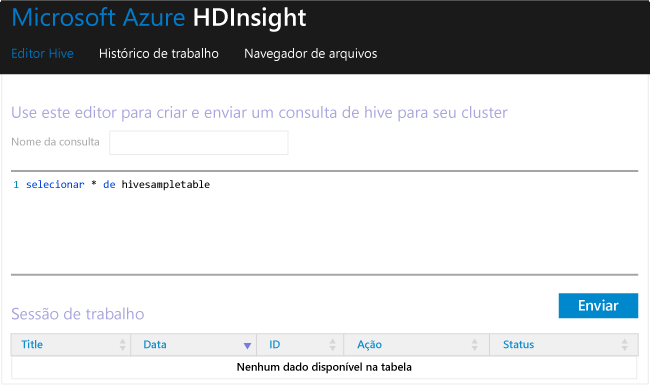 Microsoft Azure HDInsight
Editor Hive Histórico de trabalho Navegador de arquivos
Use este editor para criar e enviar um consulta de hive para seu cluster
Nome da consulta
1 selecionar * de hivesampletable
Enviar
Sessão de trabalho
Title Data ID Ação Status
Nenhum dado disponível na tabela